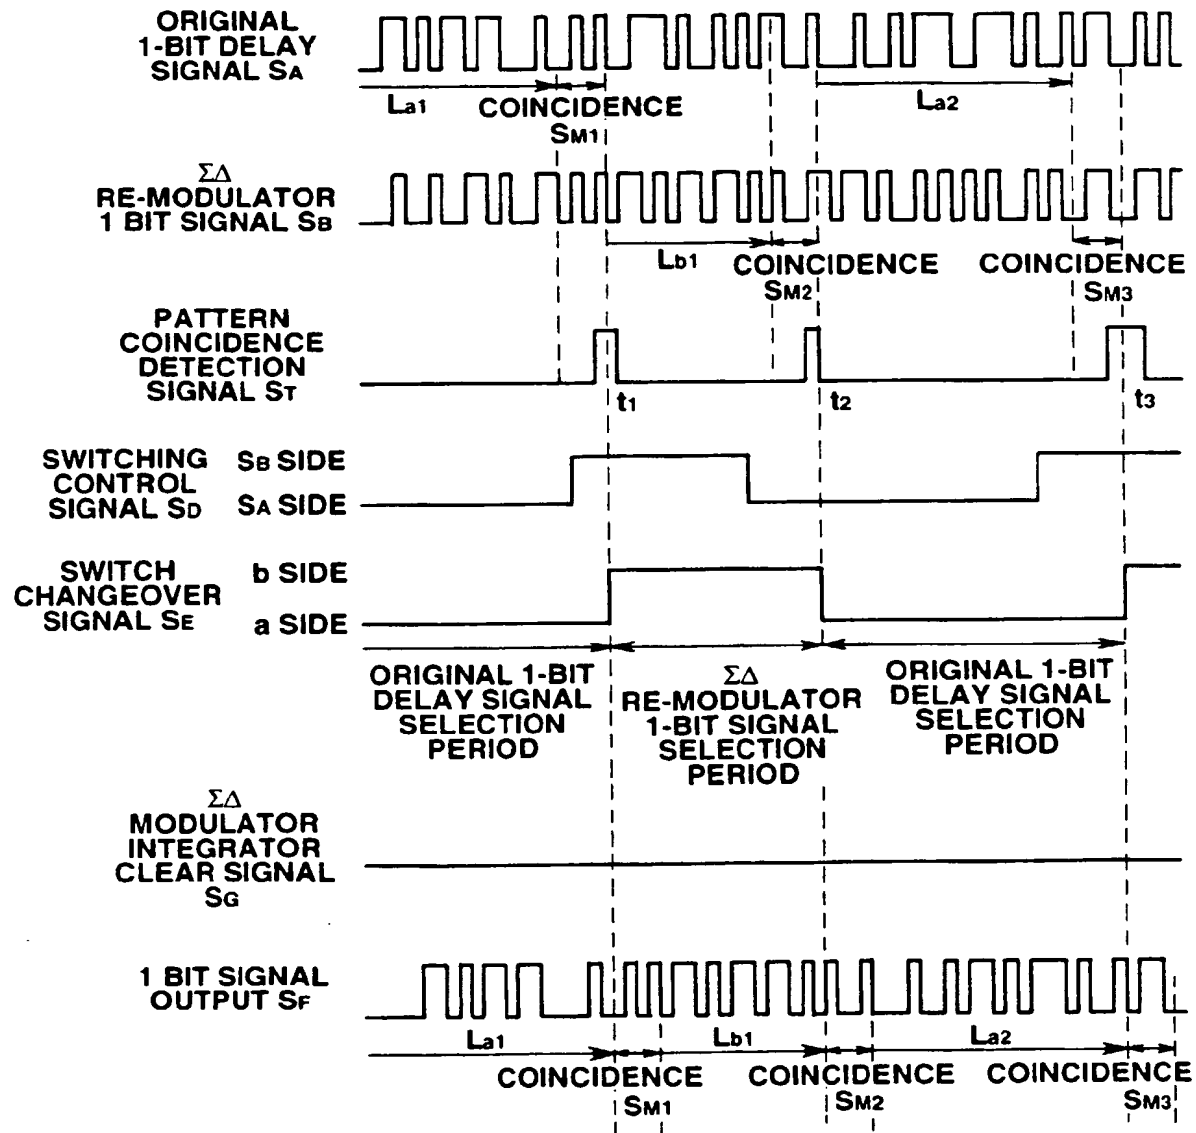 ORIGINAL
1-BIT DELAY
SIGNAL SA
La1
COINCIDENCE
SM1
La2
ΣΔ
RE-MODULATOR
1 BIT SIGNAL SB
Lb1
COINCIDENCE
SM2
COINCIDENCE
SM3
PATTERN
COINCIDENCE
DETECTION
SIGNAL ST
t1
t2
t3
SWITCHING
CONTROL
SIGNAL SD
SB SIDE
SA SIDE
SWITCH
CHANGEOVER
SIGNAL SE
b SIDE
a SIDE
ORIGINAL 1-BIT
DELAY SIGNAL
SELECTION
PERIOD
ΣΔ
RE-MODULATOR
1-BIT SIGNAL
SELECTION
PERIOD
ORIGINAL 1-BIT
DELAY SIGNAL
SELECTION
PERIOD
ΣΔ
MODULATOR
INTEGRATOR
CLEAR SIGNAL
SG
1 BIT SIGNAL
OUTPUT SF
La1
COINCIDENCE
SM1
Lb1
COINCIDENCE
SM2
La2
COINCIDENCE
SM3